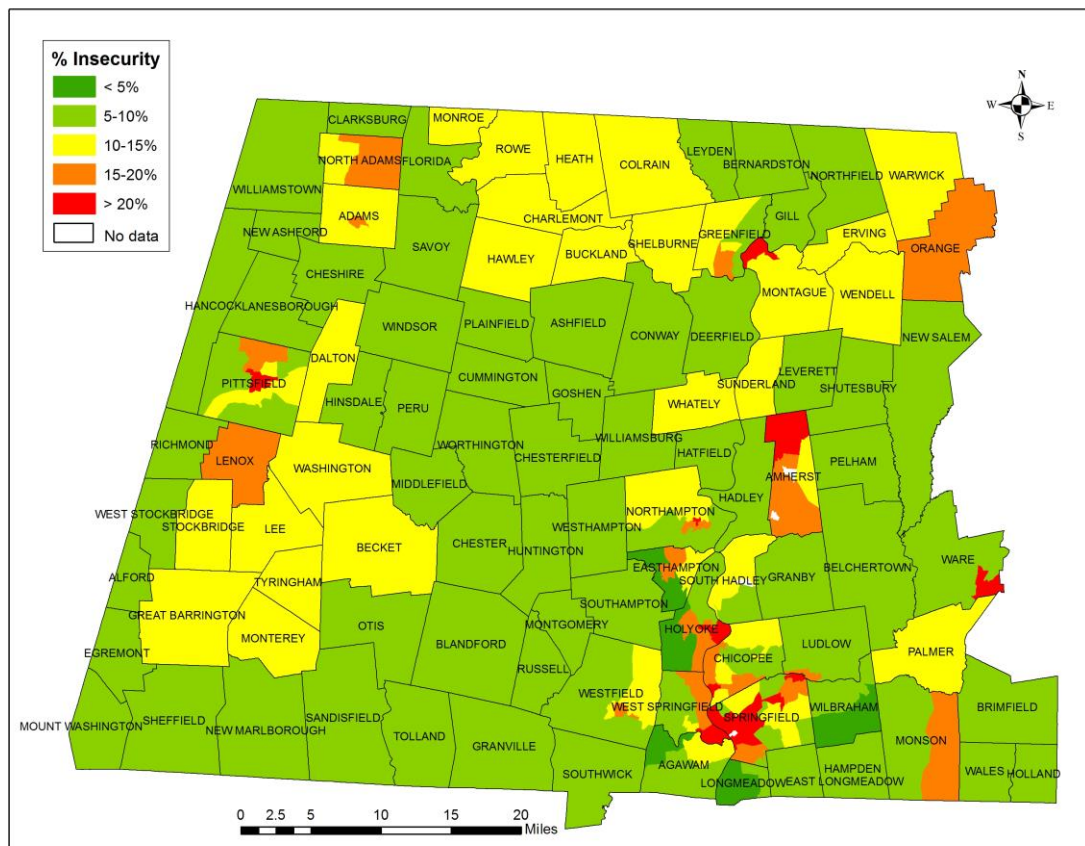 % Insecurity
< 5%
5-10%
10-15%
15-20%
> 20%
No data
N
W E
S
CLARKSBURG
MONROE
ROWE
HEATH
COLRAIN
LEYDEN
BERNARDSTON
NORTHFIELD
WARWICK
NORTH ADAMS
FLORIDA
WILLIAMSTOWN
ADAMS
CHARLEMONT
GILL
GREENFIELD
ERVING
ORANGE
NEW ASHFORD
SAVOY
HAWLEY
BUCKLAND
SHELBURNE
CHESHIRE
MONTAGUE
WENDELL
HANCOCK
LANESBOROUGH
WINDSOR
PLAINFIELD
ASHFIELD
CONWAY
DEERFIELD
NEW SALEM
DALTON
PITTSFIELD
CUMMINGTON
GOSHEN
SUNDERLAND
LEVERETT
SHUTESBURY
HINSDALE
PERU
WHATELY
RICHMOND
LENOX
WASHINGTON
WORTHINGTON
CHESTERFIELD
WILLIAMSBURG
HATFIELD
AMHERST
PELHAM
MIDDLEFIELD
HADLEY
WEST STOCKBRIDGE
STOCKBRIDGE
LEE
BECKET
CHESTER
HUNTINGTON
WESTHAMPTON
NORTHAMPTON
EASTHAMPTON
SOUTH HADLEY
GRANBY
BELCHERTOWN
WARE
ALFORD
TYRINGHAM
GREAT BARRINGTON
MONTEREY
OTIS
BLANDFORD
MONTGOMERY
SOUTHAMPTON
HOLYOKE
CHICOPEE
LUDLOW
PALMER
EGREMONT
RUSSELL
WESTFIELD
WEST SPRINGFIELD
SPRINGFIELD
WILBRAHAM
MONSON
BRIMFIELD
MOUNT WASHINGTON
SHEFFIELD
NEW MARLBOROUGH
SANDISFIELD
TOLLAND
GRANVILLE
SOUTHWICK
AGAWAM
LONGMEADOW
EAST LONGMEADOW
HAMPDEN
WALES
HOLLAND
0 2.5 5 10 15 20
Miles